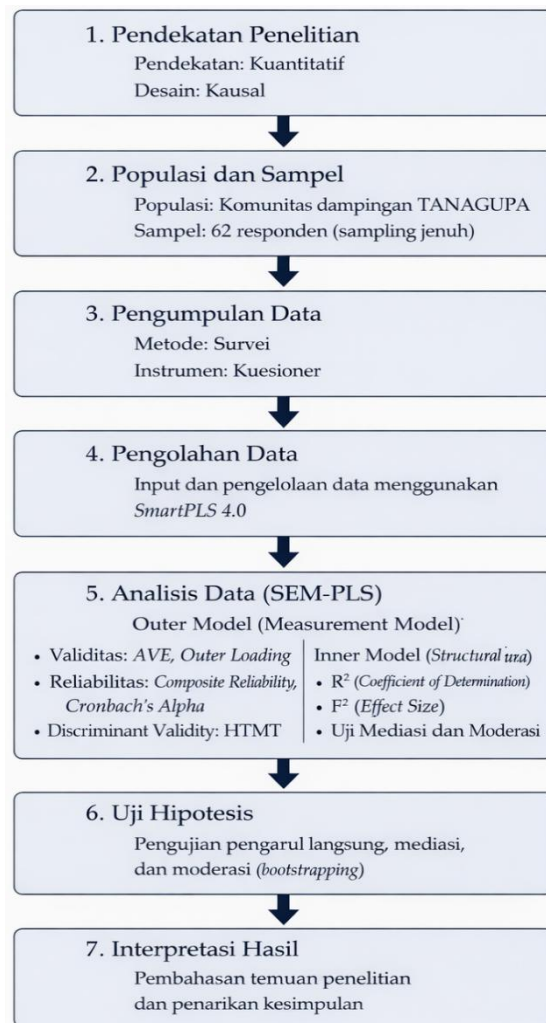 1. Pendekatan Penelitian
Pendekatan: Kuantitatif
Desain: Kausal
2. Populasi dan Sampel
Populasi: Komunitas dampingan TANAGUPA
Sampel: 62 responden (sampling jenuh)
3. Pengumpulan Data
Metode: Survei
Instrumen: Kuesioner
4. Pengolahan Data
Input dan pengelolaan data menggunakan
SmartPLS 4.0
5. Analisis Data (SEM-PLS)
Outer Model (Measurement Model)
• Validitas: AVE, Outer Loading
• Reliabilitas: Composite Reliability,
Cronbach's Alpha
• Discriminant Validity: HTMT
Inner Model (Structural
• R² (Coefficient of Determination)
• F² (Effect Size)
• Uji Mediasi dan Moderasi
6. Uji Hipotesis
Pengujian pengarul langsung, mediasi,
dan moderasi (bootstrapping)
7. Interpretasi Hasil
Pembahasan temuan penelitian
dan penarikan kesimpulan